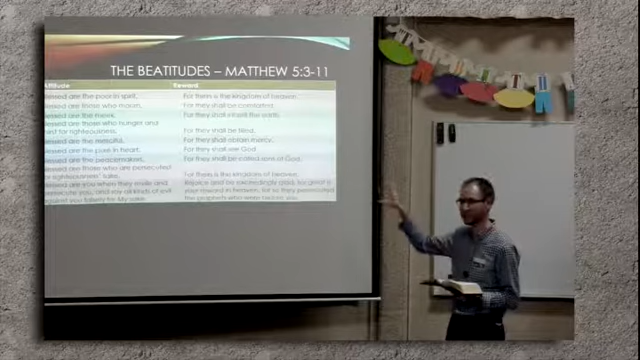 THE BEATITUDES – MATTHEW 5:3-11
Attitude Reward
Blessed are the poor in spirit, For theirs is the kingdom of heaven.
Blessed are those who mourn, For they shall be comforted.
Blessed are the meek, For they shall inherit the earth.
Blessed are those who hunger and
thirst for righteousness, For they shall be filled.
Blessed are the merciful, For they shall obtain mercy.
Blessed are the pure in heart, For they shall see God.
Blessed are the peacemakers, For they shall be called sons of God.
Blessed are those who are persecuted
for righteousness' sake, For theirs is the kingdom of heaven.
Blessed are you when they revile and Rejoice and be exceedingly glad, for great is
persecute you, and say all kinds of evil your reward in heaven, for so they persecuted
against you falsely for My sake. the prophets who were before you.